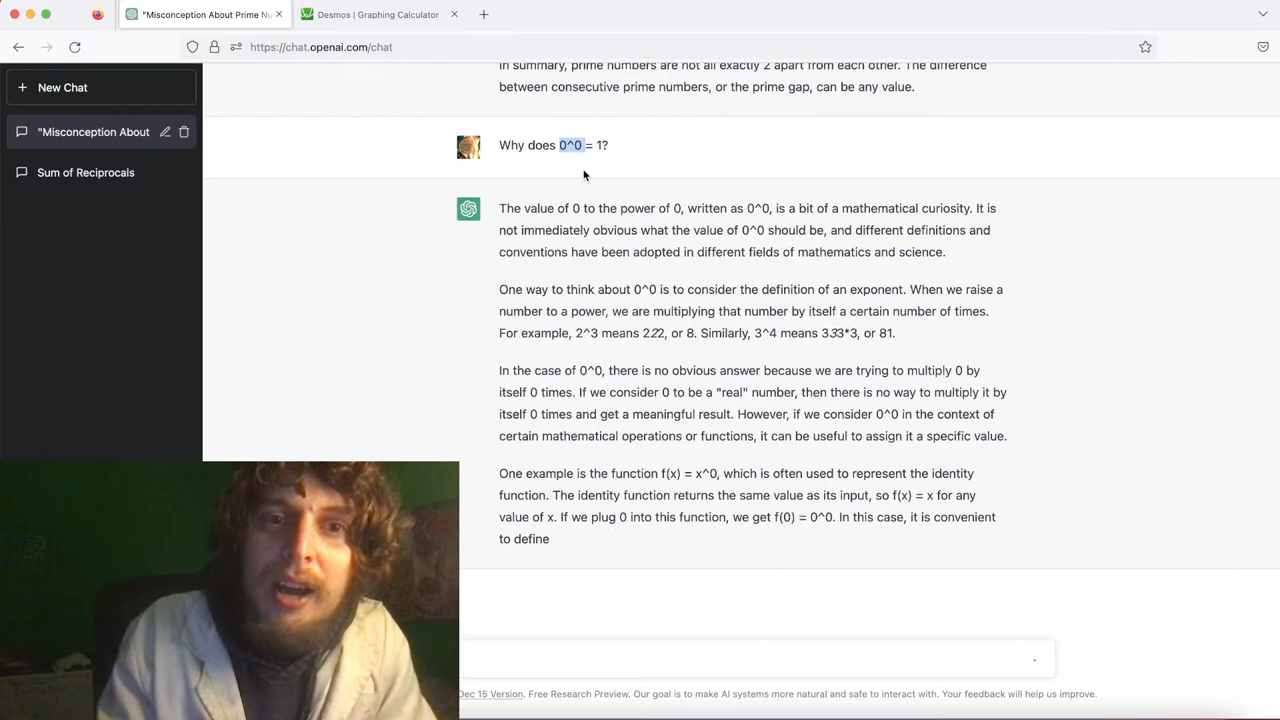 "Misconception About Prime Nu
Desmos | Graphing Calculator
https://chat.openai.com/chat
New Chat
"Misconception About
Sum of Reciprocals
In summary, prime numbers are not all exactly 2 apart from each other. The difference
between consecutive prime numbers, or the prime gap, can be any value.
Why does 0^0 = 1?
The value of 0 to the power of 0, written as 0^0, is a bit of a mathematical curiosity. It is
not immediately obvious what the value of 0^0 should be, and different definitions and
conventions have been adopted in different fields of mathematics and science.
One way to think about 0^0 is to consider the definition of an exponent. When we raise a
number to a power, we are multiplying that number by itself a certain number of times.
For example, 2^3 means 222, or 8. Similarly, 3^4 means 333*3, or 81.
In the case of 0^0, there is no obvious answer because we are trying to multiply 0 by
itself 0 times. If we consider 0 to be a "real" number, then there is no way to multiply it by
itself 0 times and get a meaningful result. However, if we consider 0^0 in the context of
certain mathematical operations or functions, it can be useful to assign it a specific value.
One example is the function f(x) = x^0, which is often used to represent the identity
function. The identity function returns the same value as its input, so f(x) = x for any
value of x. If we plug 0 into this function, we get f(0) = 0^0. In this case, it is convenient
to define
Dec 15 Version. Free Research Preview. Our goal is to make AI systems more natural and safe to interact with. Your feedback will help us improve.